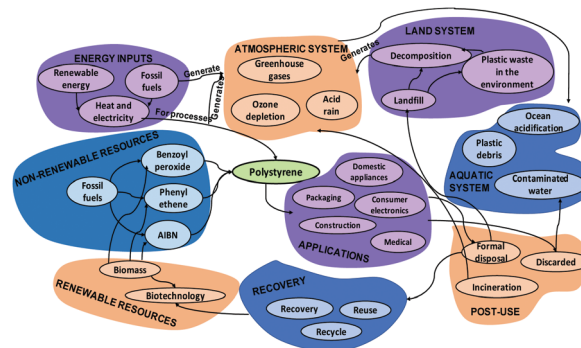 ENERGY INPUTS
Renewable
energy
Fossil
fuels
Heat and
electricity
Generate
Generates
For processes
ATMOSPHERIC SYSTEM
Greenhouse
gases
Ozone
depletion
Acid
rain
Generates
LAND SYSTEM
Decomposition
Plastic waste
in the
environment
Landfill
Ocean
acidification
Plastic
debris
AQUATIC
SYSTEM
Contaminated
water
NON-RENEWABLE RESOURCES
Benzoyl
peroxide
Fossil
fuels
Phenyl
ethene
AIBN
Polystyrene
Domestic
appliances
Packaging
Consumer
electronics
Construction
Medical
APPLICATIONS
Formal
disposal
Discarded
Incineration
POST-USE
Biomass
Biotechnology
RENEWABLE RESOURCES
RECOVERY
Recovery
Reuse
Recycle